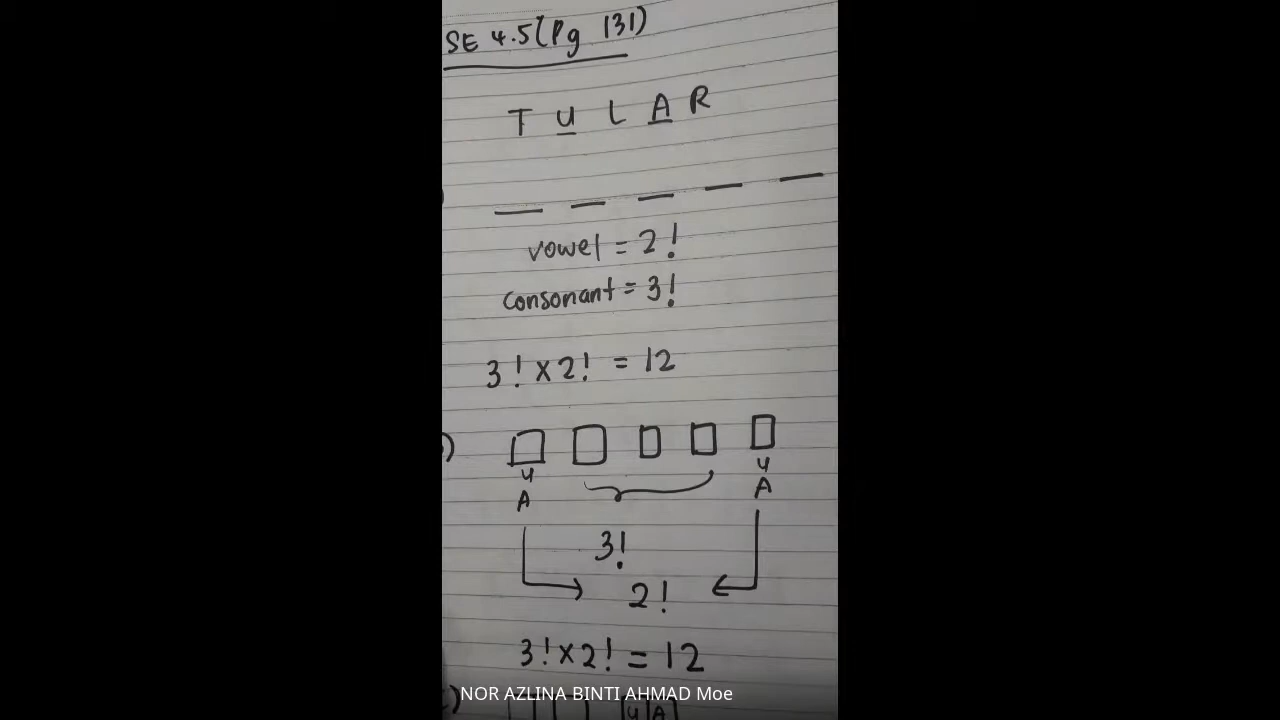 SE 4.5 (Pg 131)
T U L A R
vowel = 2!
consonant = 3!
3! x 2! = 12
)
U U
A A
3!
2!
3! x 2! = 12
)
U A
NOR AZLINA BINTI AHMAD Moe